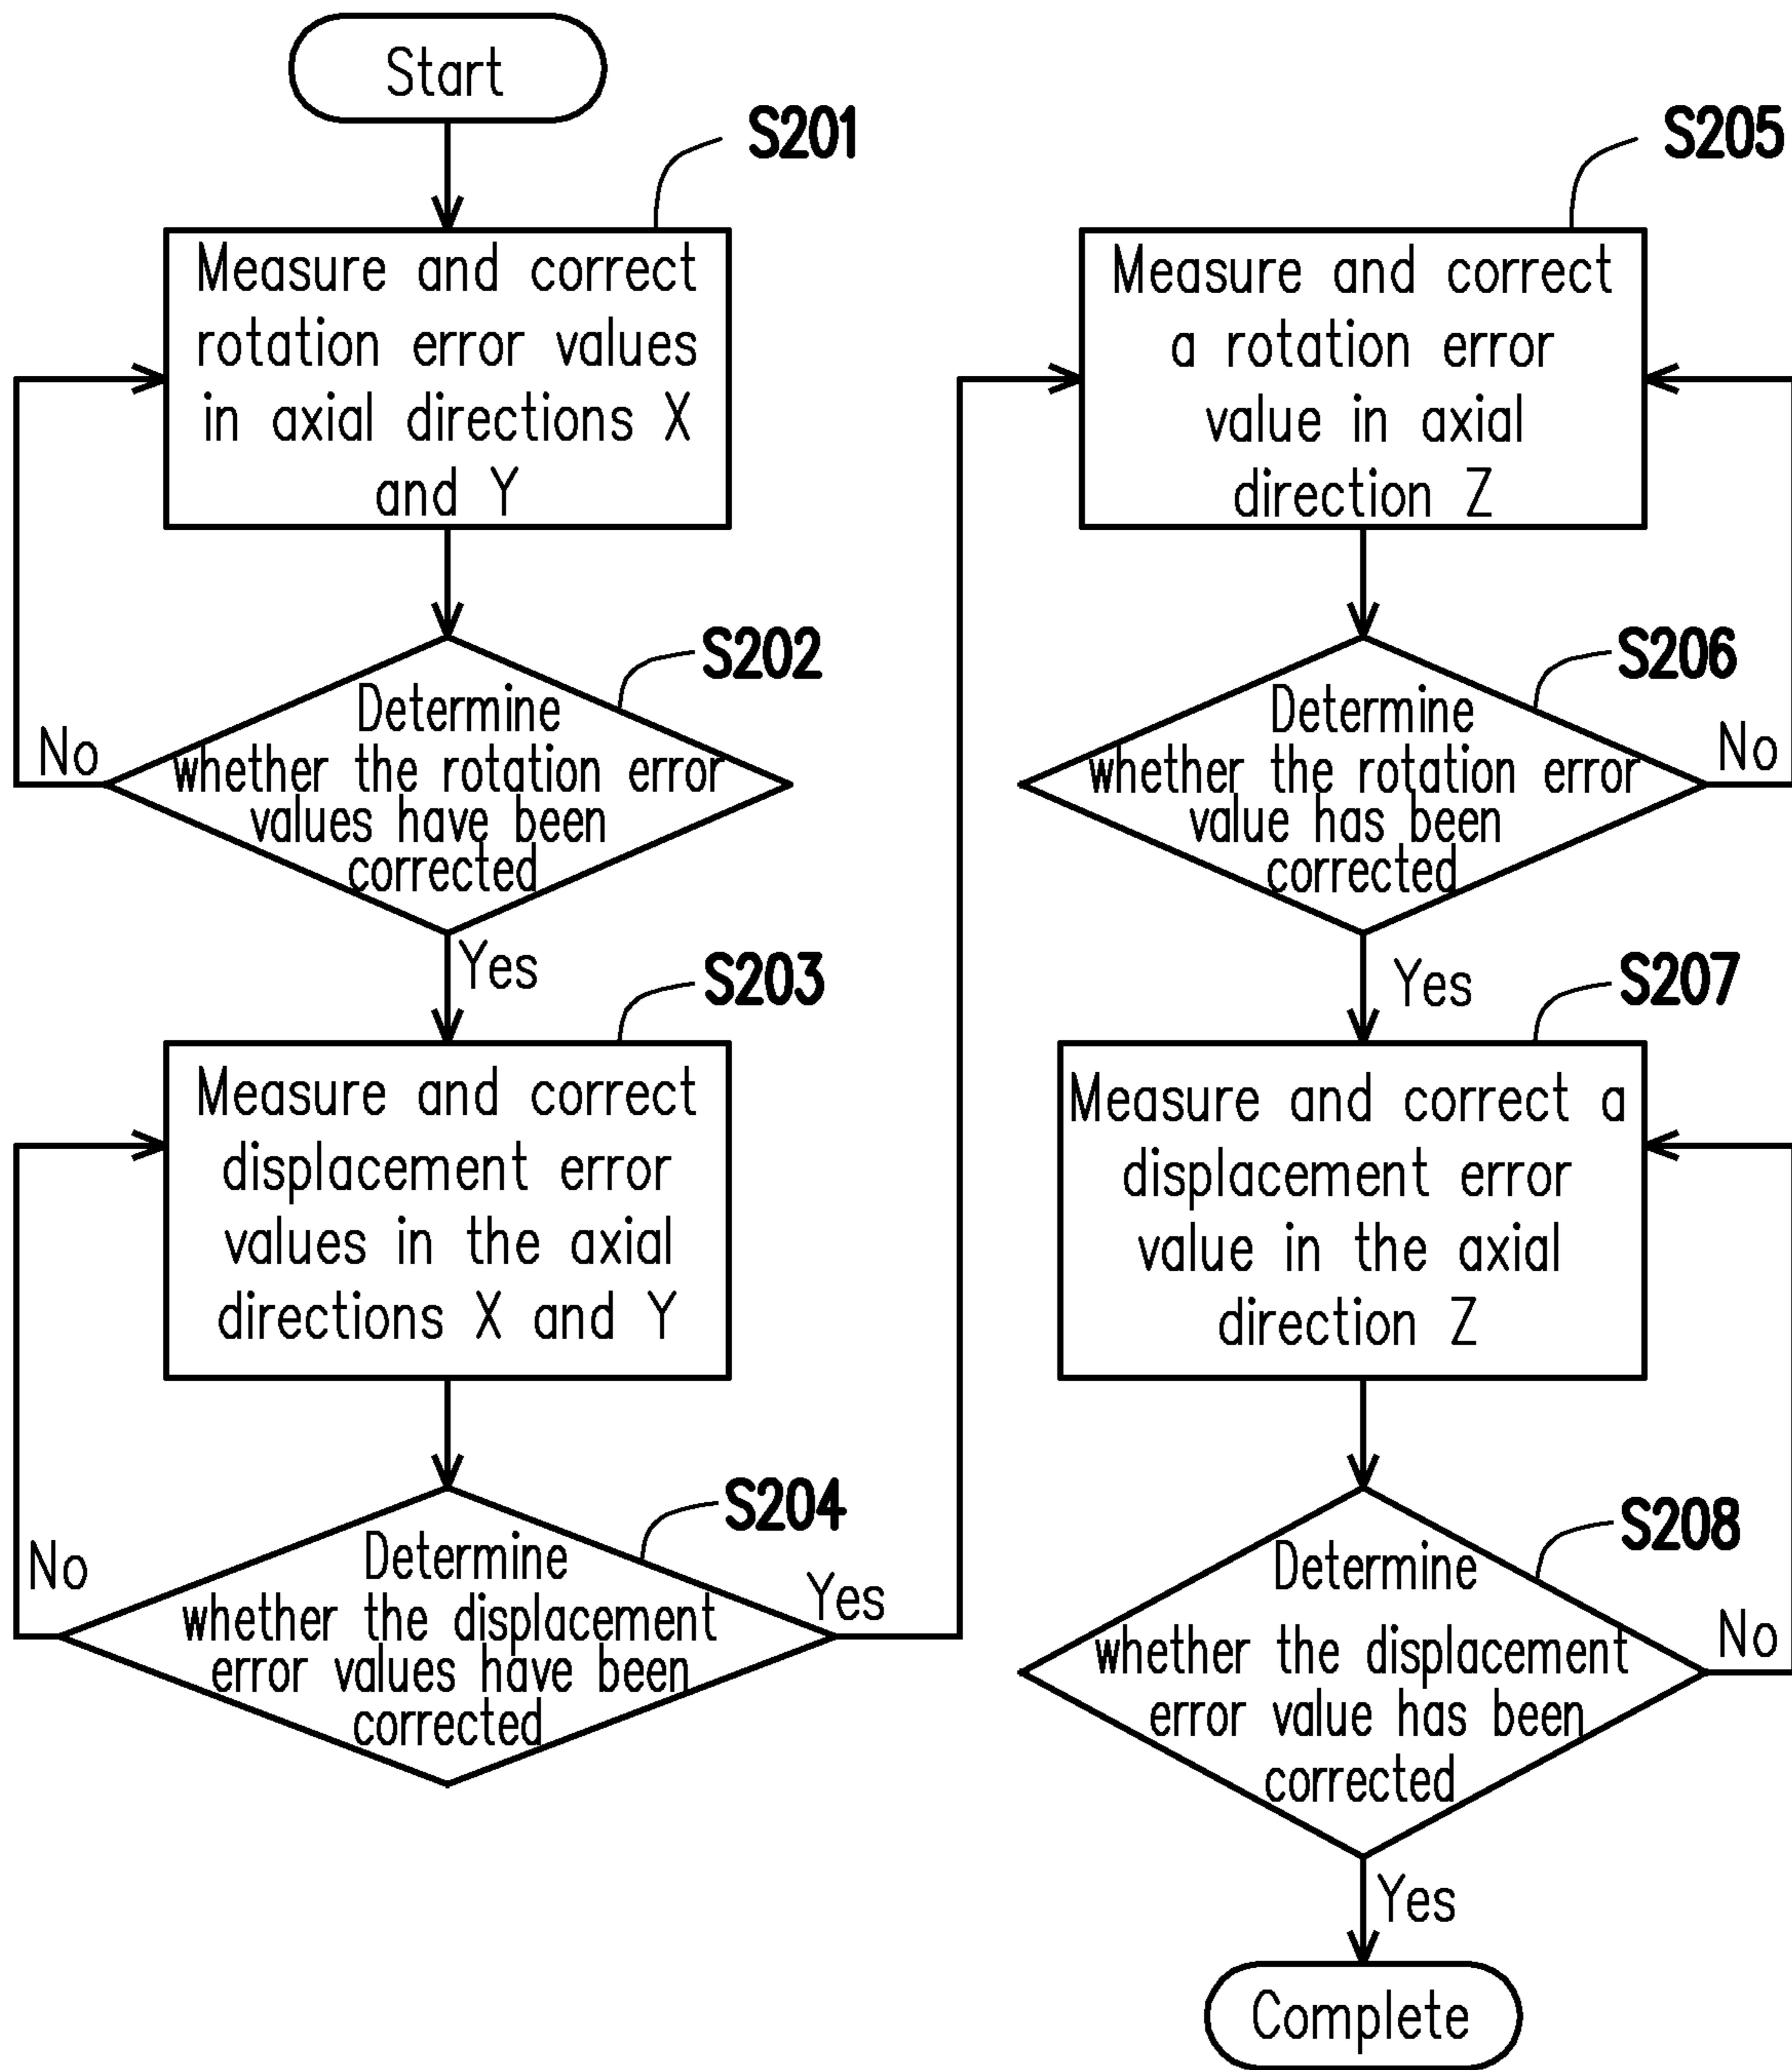 Start
S201
Measure and correct
rotation error values
in axial directions X
and Y
S202
Determine
whether the rotation error
values have been
corrected
No
Yes
S203
Measure and correct
displacement error
values in the axial
directions X and Y
S204
Determine
whether the displacement
error values have been
corrected
No
Yes
S205
Measure and correct
a rotation error
value in axial
direction Z
S206
Determine
whether the rotation error
value has been
corrected
No
Yes
S207
Measure and correct a
displacement error
value in the axial
direction Z
S208
Determine
whether the displacement
error value has been
corrected
No
Yes
Complete